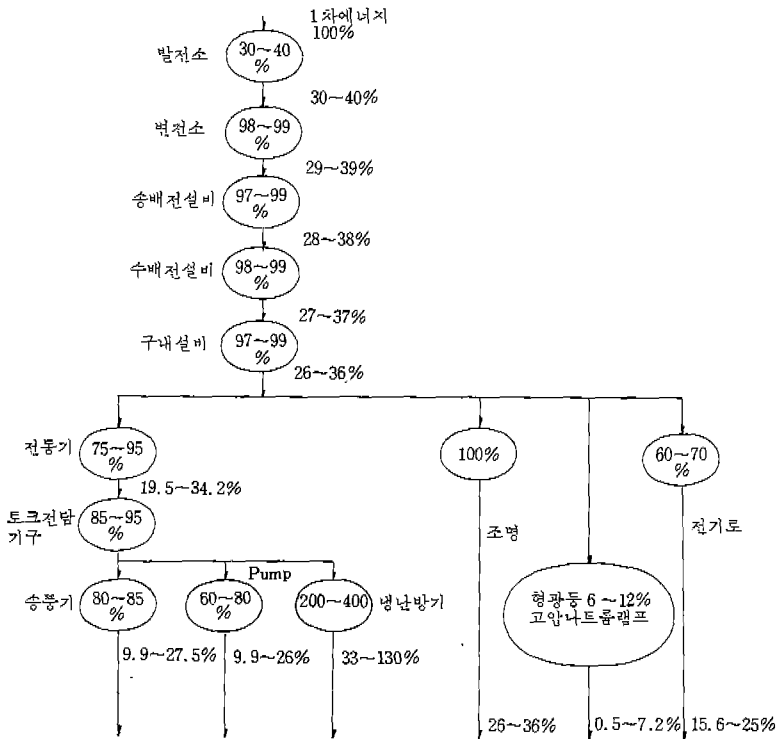 1차에너지
100%
발전소
30~40
%
30~40%
변전소
98~99
%
29~39%
송배전설비
97~99
%
28~38%
수배전설비
98~99
%
27~37%
구내설비
97~99
%
26~36%
전동기
75~95
%
100%
60~70
%
19.5~34.2%
토크전달
기구
85~95
%
조명
전기로
Pump
송풍기
80~85
%
60~80
%
200~400
냉난방기
형광등 6~12%
고압나트륨램프
9.9~27.5%
9.9~26%
33~130%
26~36%
0.5~7.2%
15.6~25%